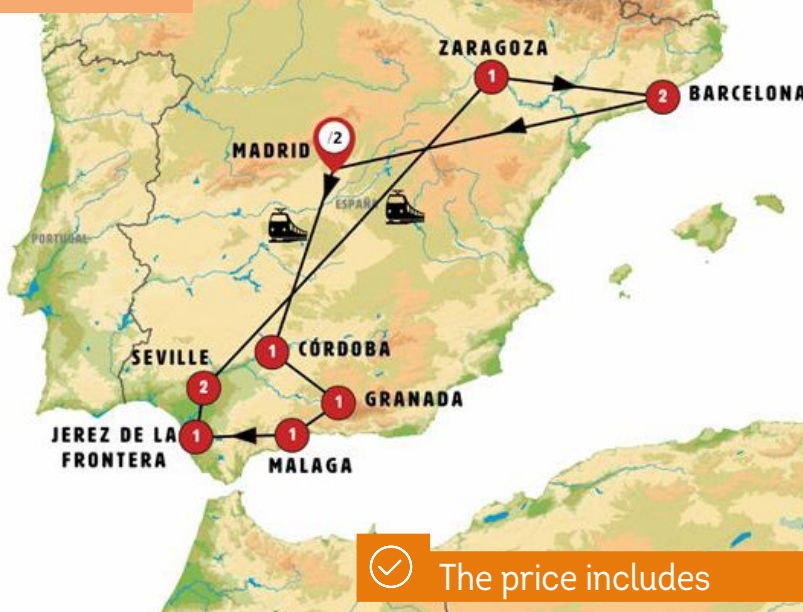 ZARAGOZA
1
2
BARCELONA
/2
MADRID
ESPAÑA
PORTUGAL
SEVILLE
1
CÓRDOBA
2
1
GRANADA
JEREZ DE LA
FRONTERA
1
1
MALAGA
The price includes